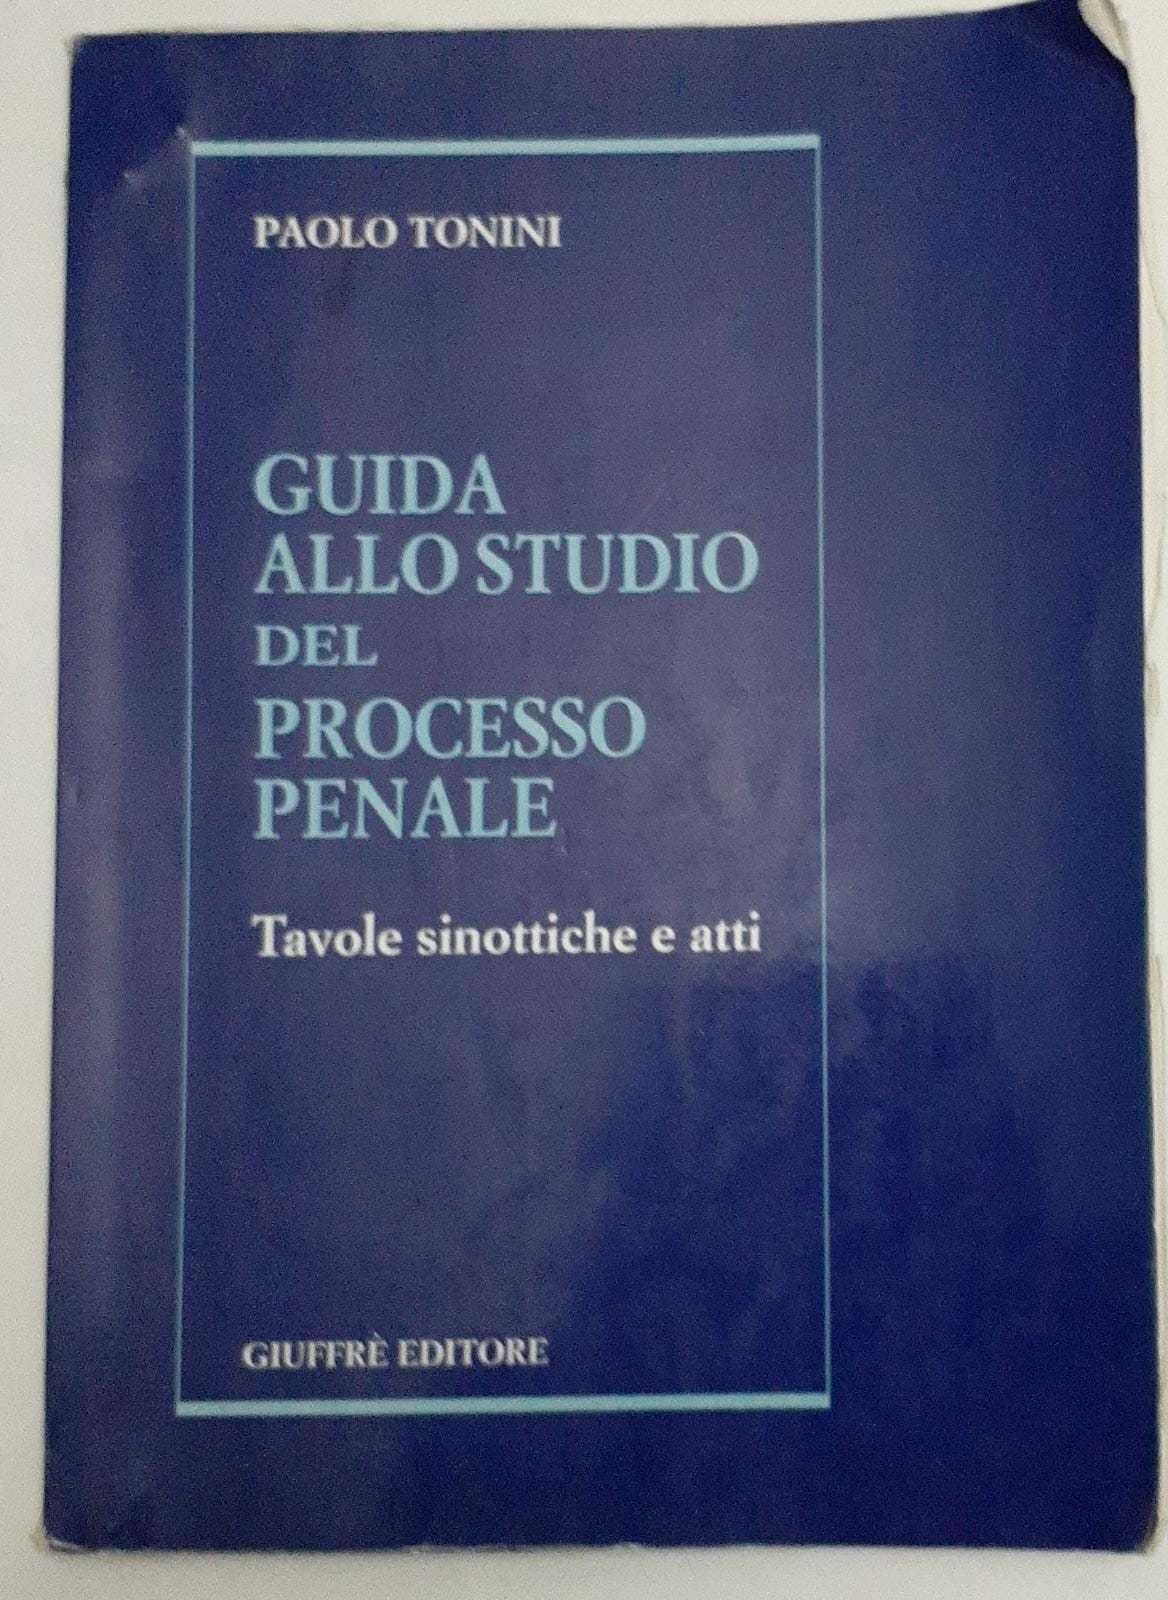 PAOLO TONINI
GUIDA
ALLO STUDIO
DEL
PROCESSO
PENALE
Tavole sinottiche e atti
GIUFFRÈ EDITORE